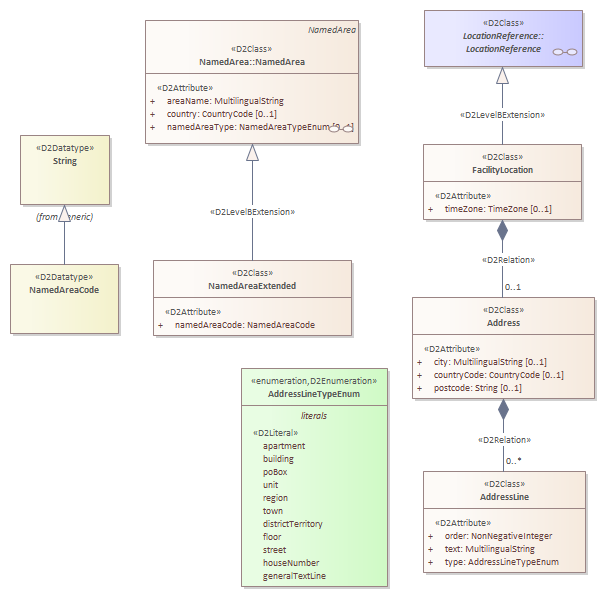 NamedArea
«D2Class»
NamedArea::NamedArea
«D2Attribute»
+ areaName: MultilingualString
+ country: CountryCode [0..1]
+ namedAreaType: NamedAreaTypeEnum [0..1]
«D2Class»
LocationReference::
LocationReference
«D2Datatype»
String
(from Generic)
«D2Datatype»
NamedAreaCode
«D2LevelBExtension»
«D2Class»
NamedAreaExtended
«D2Attribute»
+ namedAreaCode: NamedAreaCode
«D2LevelBExtension»
«D2Class»
FacilityLocation
«D2Attribute»
+ timeZone: TimeZone [0..1]
«D2Relation»
0..1
«D2Class»
Address
«D2Attribute»
+ city: MultilingualString [0..1]
+ countryCode: CountryCode [0..1]
+ postcode: String [0..1]
«D2Relation»
0..*
«D2Class»
AddressLine
«D2Attribute»
+ order: NonNegativeInteger
+ text: MultilingualString
+ type: AddressLineTypeEnum
«enumeration,D2Enumeration»
AddressLineTypeEnum
literals
«D2Literal»
apartment
building
poBox
unit
region
town
districtTerritory
floor
street
houseNumber
generalTextLine